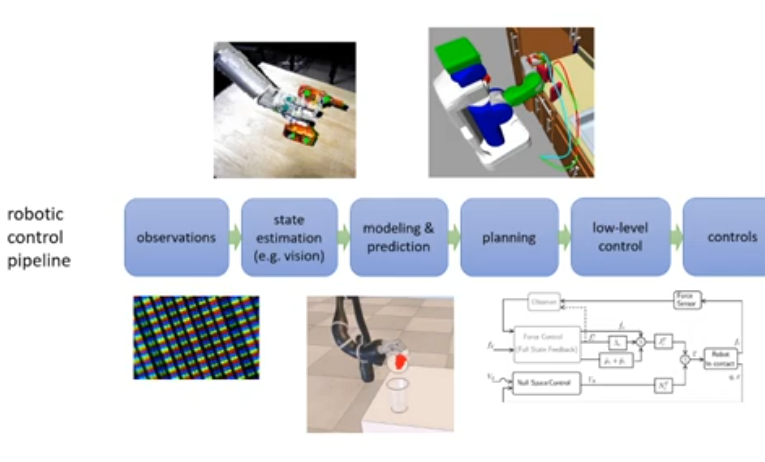 robotic
control
pipeline
observations
state
estimation
(e.g. vision)
modeling &
prediction
planning
low-level
control
controls
Observer
Force
Sensor
Force Control
(Full State Feedback)
Robot
in contact
Null Space Control